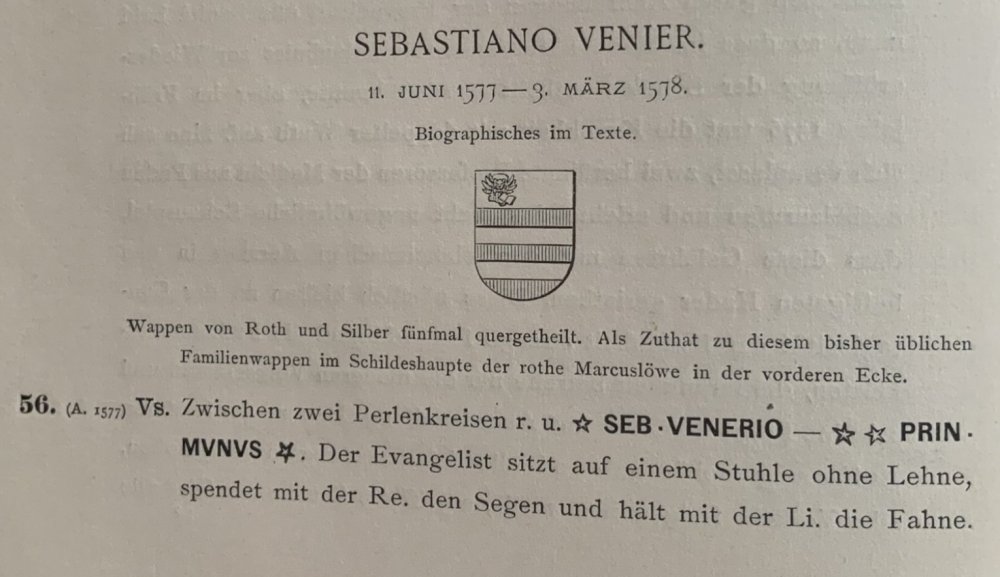 SEBASTIANO VENIER.
11. JUNI 1577—3. MÄRZ 1578.
Biographisches im Texte.
Wappen von Roth und Silber fünfmal quergetheilt. Als Zuthat zu diesem bisher üblichen
Familienwappen im Schildeshaupte der rothe Marcuslöwe in der vorderen Ecke.
56. (A. 1577) Vs. Zwischen zwei Perlenkreisen r. u. ☆ SEB · VENERIO — ☆ ☆ PRIN ·
MVNVS ☆. Der Evangelist sitzt auf einem Stuhle ohne Lehne,
spendet mit der Re. den Segen und hält mit der Li. die Fahne.